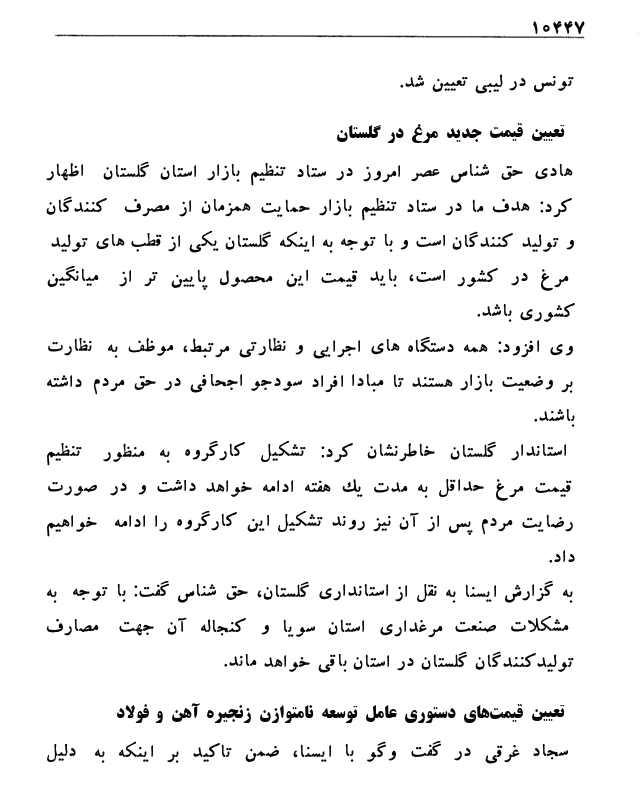 ۱۰۴۴۷
تونس در لیبی تعیین شد.
تعیین قیمت جدید مرغ در گلستان
هادی حق شناس عصر امروز در ستاد تنظیم بازار استان گلستان اظهار
کرد: هدف ما در ستاد تنظیم بازار حمایت همزمان از مصرف کنندگان
و تولید کنندگان است و با توجه به اینکه گلستان یکی از قطب های تولید
مرغ در کشور است، باید قیمت این محصول پایین تر از میانگین
کشوری باشد.
وی افزود: همه دستگاه های اجرایی و نظارتی مرتبط، موظف به نظارت
بر وضعیت بازار هستند تا مبادا افراد سودجو اجحافی در حق مردم داشته
باشند.
استاندار گلستان خاطرنشان کرد: تشکیل کارگروه به منظور تنظیم
قیمت مرغ حداقل به مدت یك هفته ادامه خواهد داشت و در صورت
رضایت مردم پس از آن نیز روند تشکیل این کارگروه را ادامه خواهیم
داد.
به گزارش ایسنا به نقل از استانداری گلستان، حق شناس گفت: با توجه به
مشکلات صنعت مرغداری استان سویا و کنجاله آن جهت مصارف
تولیدکنندگان گلستان در استان باقی خواهد ماند.
تعیین قیمت‌های دستوری عامل توسعه نامتوازن زنجیره آهن و فولاد
سجاد غرقی در گفت وگو با ایسنا، ضمن تاکید بر اینکه به دلیل